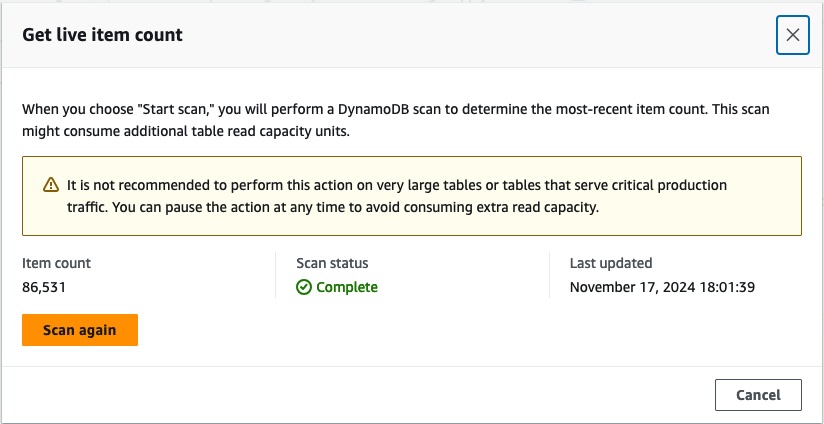 Get live item count
When you choose "Start scan," you will perform a DynamoDB scan to determine the most-recent item count. This scan
might consume additional table read capacity units.
It is not recommended to perform this action on very large tables or tables that serve critical production
traffic. You can pause the action at any time to avoid consuming extra read capacity.
Item count
86,531
Scan status
Complete
Last updated
November 17, 2024 18:01:39
Scan again
Cancel